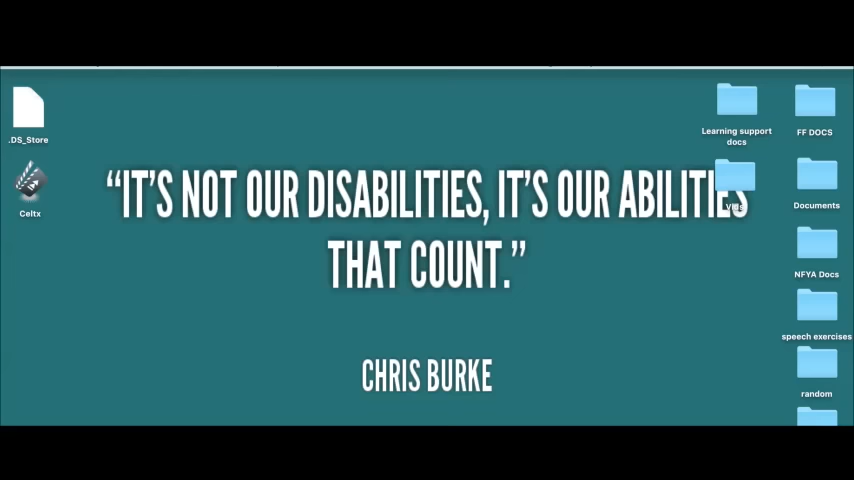 .DS_Store
Celtx
“IT’S NOT OUR DISABILITIES, IT’S OUR ABILITIES
THAT COUNT.”
CHRIS BURKE
Learning support
docs
FF DOCS
Vids
Documents
NFYA Docs
speech exercises
random